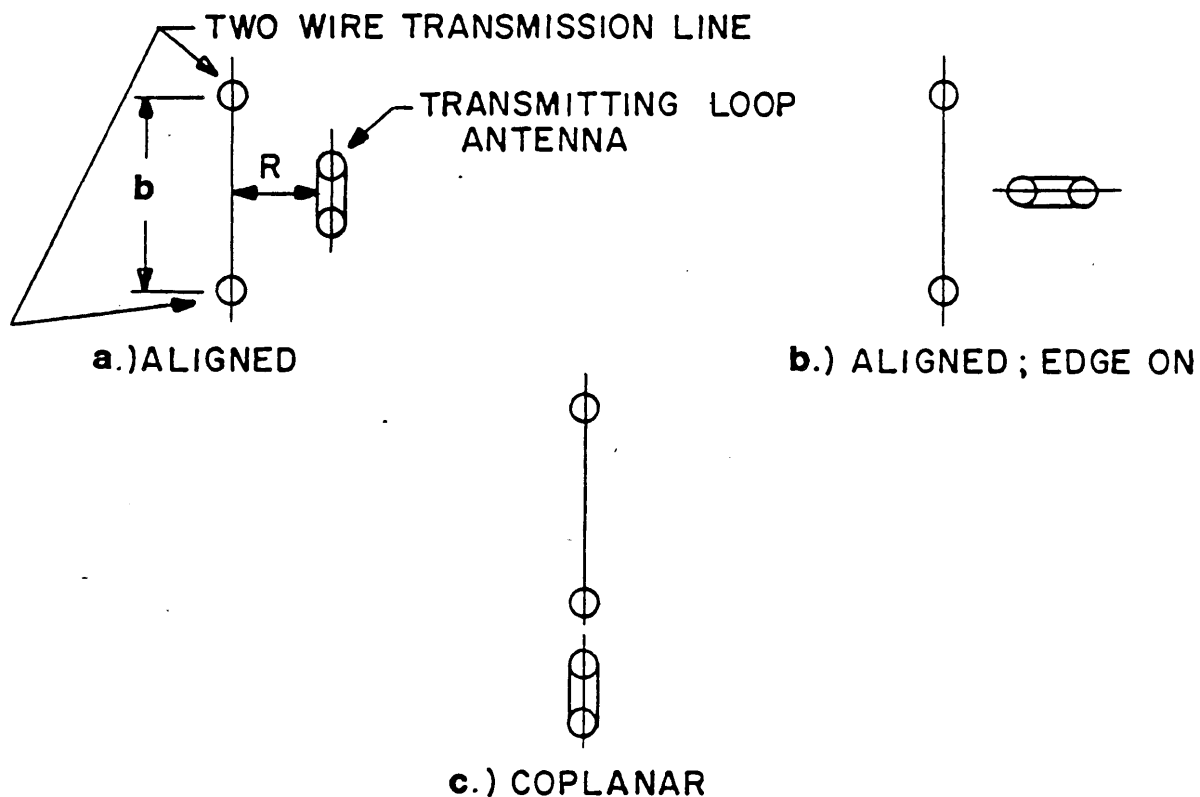 TWO WIRE TRANSMISSION LINE
TRANSMITTING LOOP
ANTENNA
R
b
a.) ALIGNED
b.) ALIGNED ; EDGE ON
c.) COPLANAR